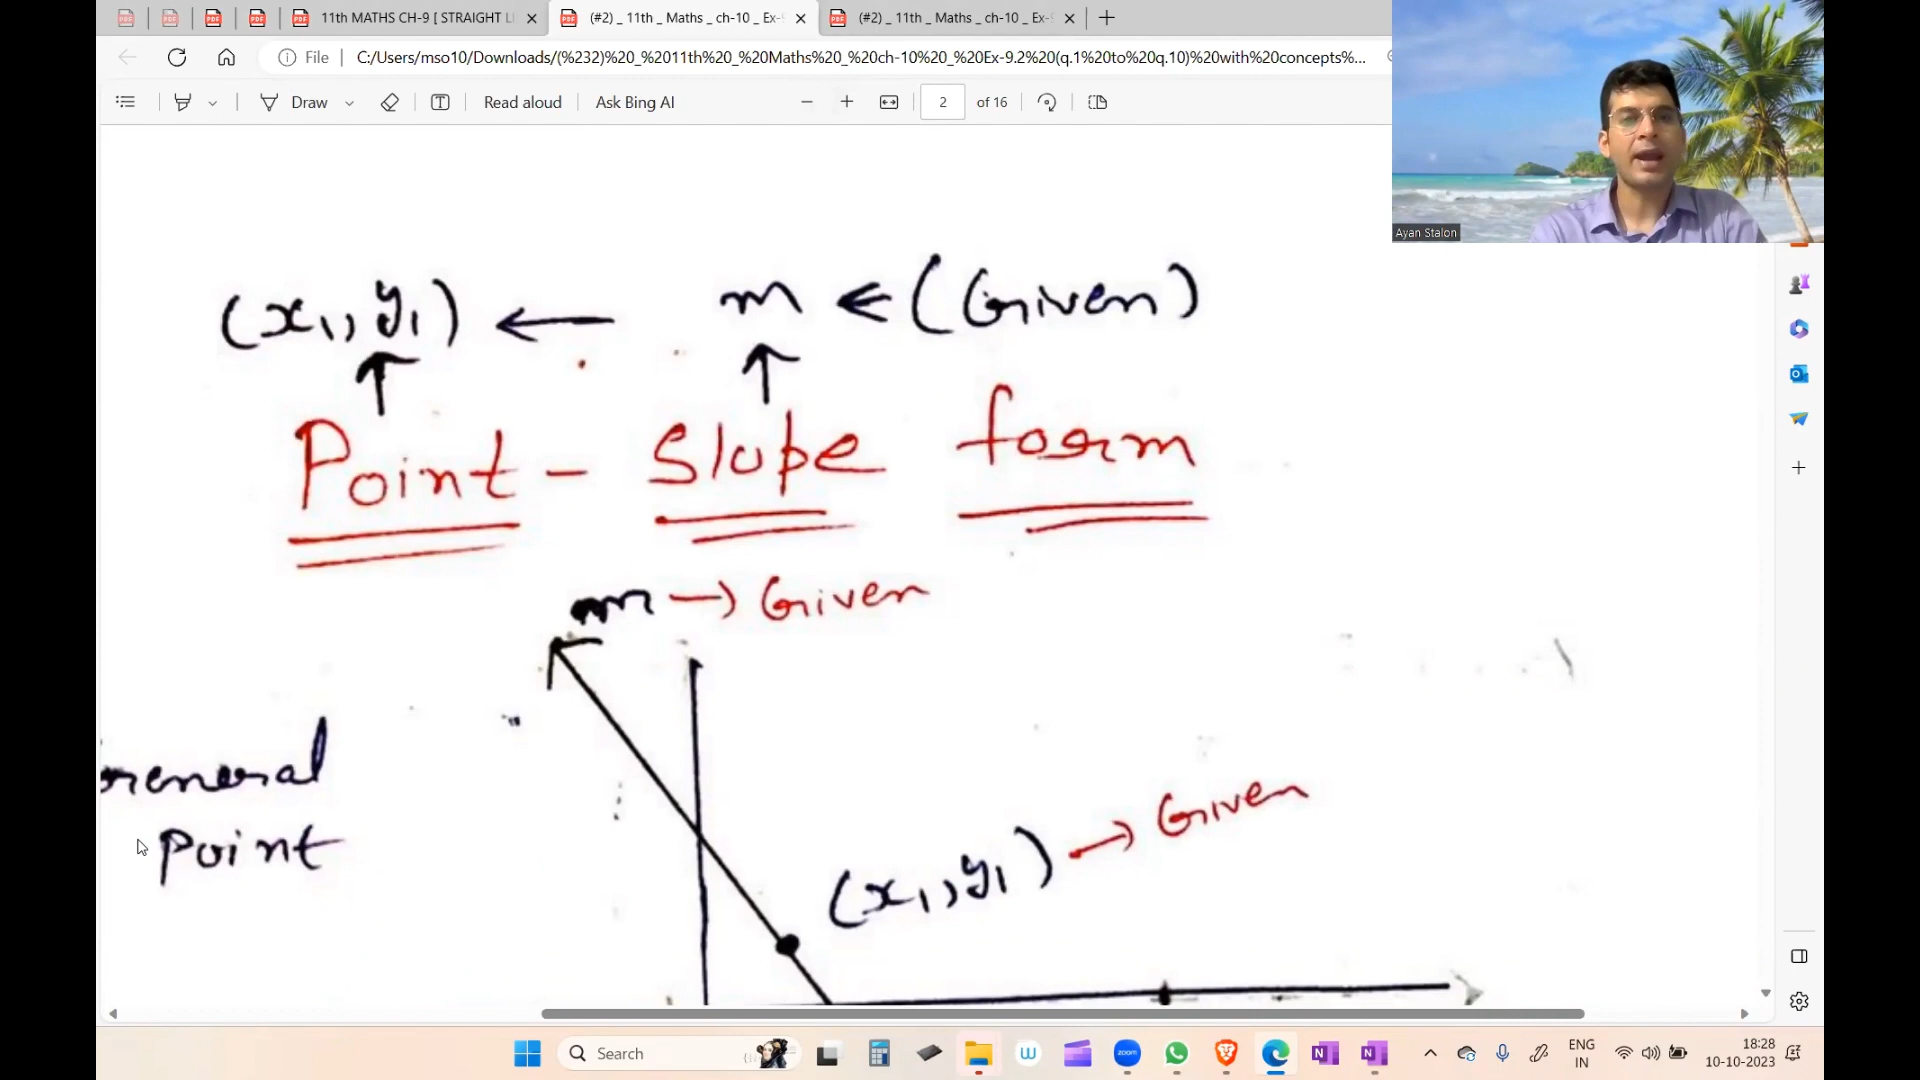 11th MATHS CH-9 [ STRAIGHT LI
(#2) _ 11th _ Maths _ ch-10 _ Ex-
(#2) _ 11th _ Maths _ ch-10 _ Ex-9
File
C:/Users/mso10/Downloads/(%232)%20_%2011th%20_%20Maths%20_%20ch-10%20_%20Ex-9.2%20(q.1%20to%20q.10)%20with%20concepts%...
Draw
Read aloud
Ask Bing AI
2 of 16
Ayan Stalon
(x₁, y₁) ← m ← (Given)
↑ ↑
Point - Slope form
m → Given
General
Point
(x₁, y₁) → Given
Search
ENG
IN
18:28
10-10-2023